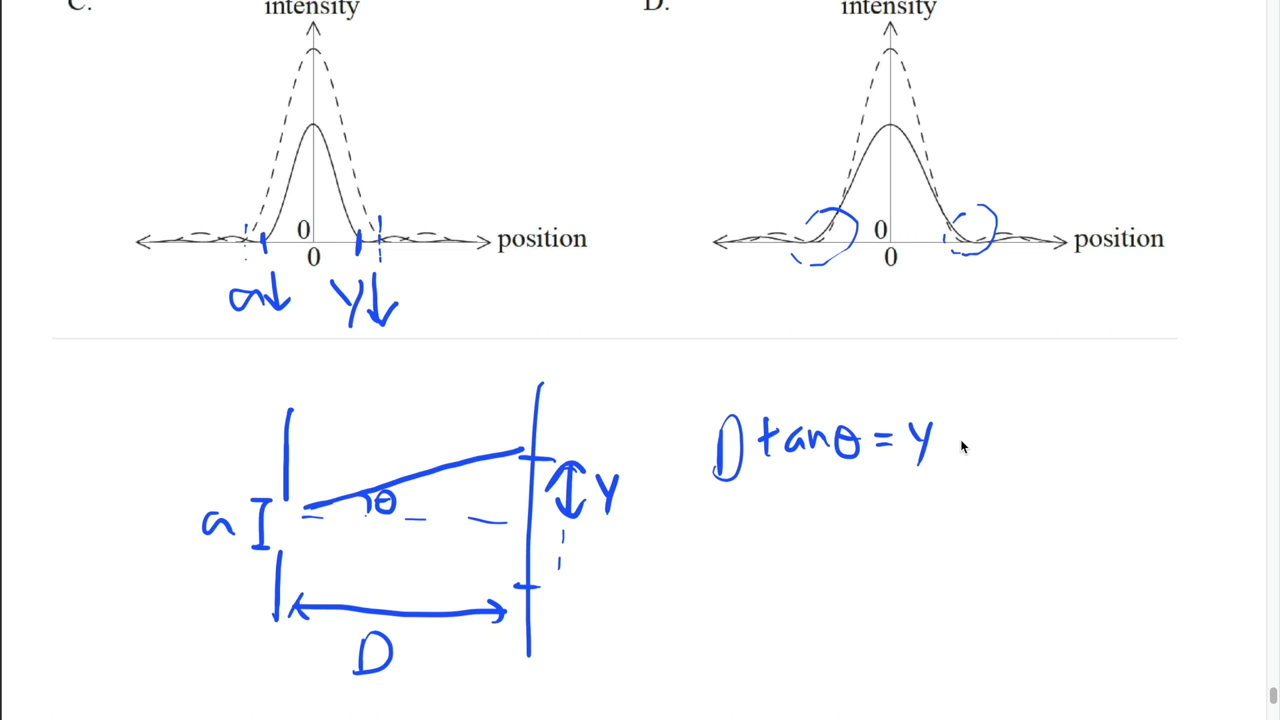 C.
intensity
D.
intensity
0
position
0
0
position
0
a↓ y↓
D tanθ = y
θ
y
a
D